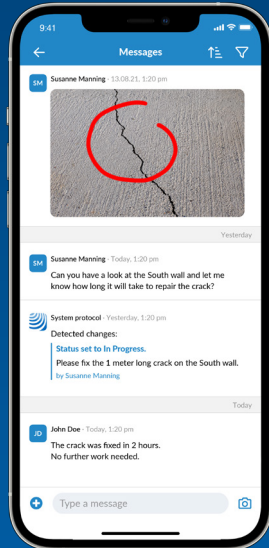 9:41
Messages
SM
Susanne Manning · 13.08.21, 1:20 pm
Yesterday
SM
Susanne Manning · Today, 1:20 pm
Can you have a look at the South wall and let me
know how long it will take to repair the crack?
System protocol · Yesterday, 1:20 pm
Detected changes:
Status set to In Progress.
Please fix the 1 meter long crack on the South wall.
by Susanne Manning
Today
JD
John Doe · Today, 1:20 pm
The crack was fixed in 2 hours.
No further work needed.
Type a message